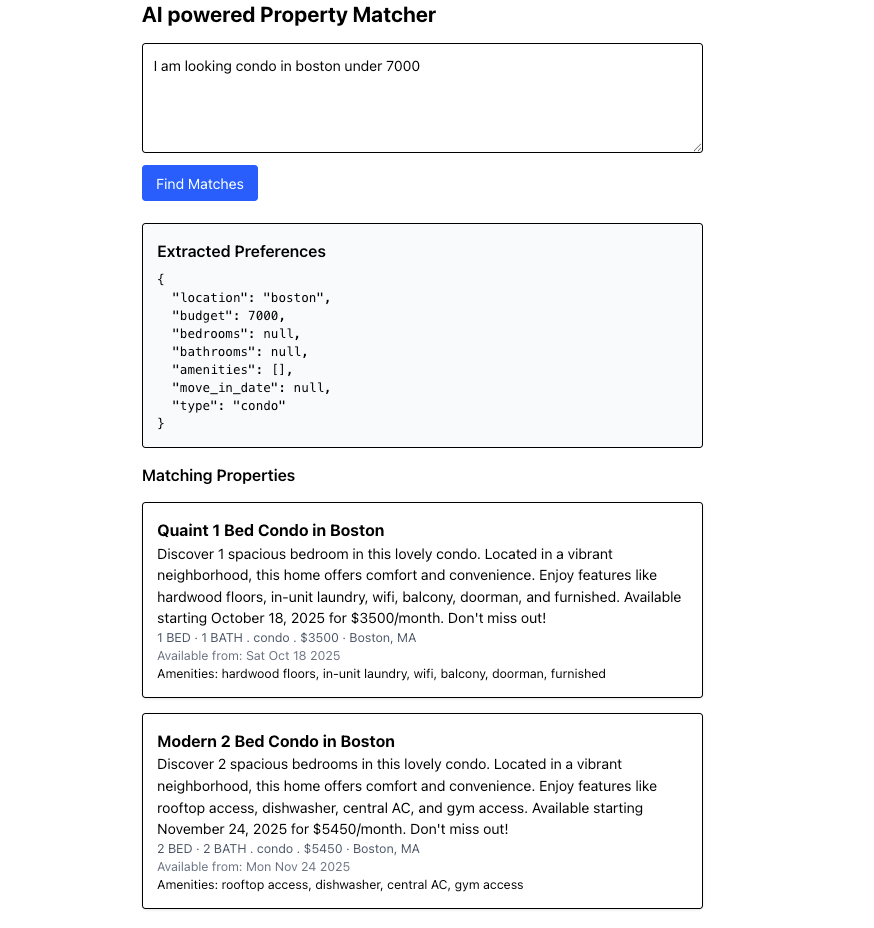 AI powered Property Matcher
I am looking condo in boston under 7000
Find Matches
Extracted Preferences
{
  "location": "boston",
  "budget": 7000,
  "bedrooms": null,
  "bathrooms": null,
  "amenities": [],
  "move_in_date": null,
  "type": "condo"
}
Matching Properties
Quaint 1 Bed Condo in Boston
Discover 1 spacious bedroom in this lovely condo. Located in a vibrant
neighborhood, this home offers comfort and convenience. Enjoy features like
hardwood floors, in-unit laundry, wifi, balcony, doorman, and furnished. Available
starting October 18, 2025 for $3500/month. Don't miss out!
1 BED · 1 BATH . condo . $3500 · Boston, MA
Available from: Sat Oct 18 2025
Amenities: hardwood floors, in-unit laundry, wifi, balcony, doorman, furnished
Modern 2 Bed Condo in Boston
Discover 2 spacious bedrooms in this lovely condo. Located in a vibrant
neighborhood, this home offers comfort and convenience. Enjoy features like
rooftop access, dishwasher, central AC, and gym access. Available starting
November 24, 2025 for $5450/month. Don't miss out!
2 BED · 2 BATH . condo . $5450 · Boston, MA
Available from: Mon Nov 24 2025
Amenities: rooftop access, dishwasher, central AC, gym access